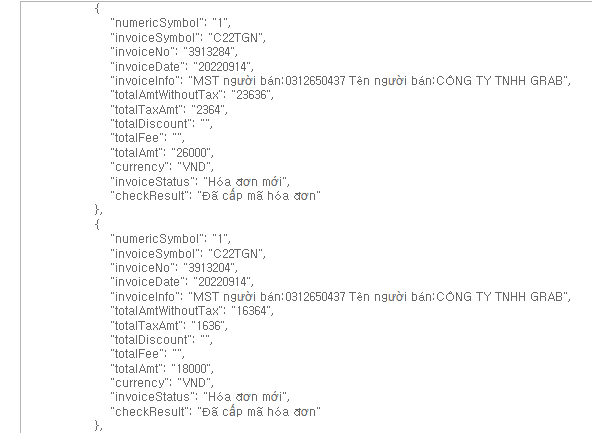 {
"numericSymbol": "1",
"invoiceSymbol": "C22TGN",
"invoiceNo": "3913284",
"invoiceDate": "20220914",
"invoiceInfo": "MST người bán:0312650437 Tên người bán:CÔNG TY TNHH GRAB",
"totalAmtWithoutTax": "23636",
"totalTaxAmt": "2364",
"totalDiscount": "",
"totalFee": "",
"totalAmt": "26000",
"currency": "VND",
"invoiceStatus": "Hóa đơn mới",
"checkResult": "Đã cấp mã hóa đơn"
},
{
"numericSymbol": "1",
"invoiceSymbol": "C22TGN",
"invoiceNo": "3913204",
"invoiceDate": "20220914",
"invoiceInfo": "MST người bán:0312650437 Tên người bán:CÔNG TY TNHH GRAB",
"totalAmtWithoutTax": "16364",
"totalTaxAmt": "1636",
"totalDiscount": "",
"totalFee": "",
"totalAmt": "18000",
"currency": "VND",
"invoiceStatus": "Hóa đơn mới",
"checkResult": "Đã cấp mã hóa đơn"
},